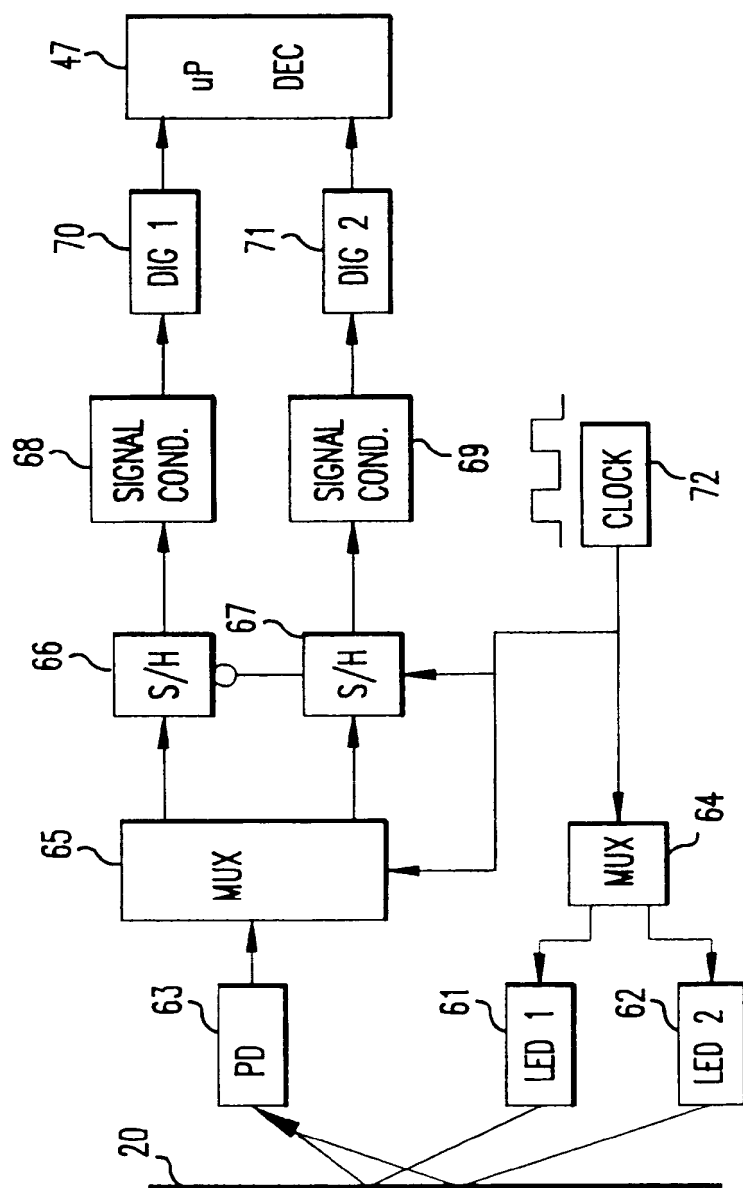 20
63
PD
65
MUX
66
S/H
67
S/H
68
SIGNAL
COND.
SIGNAL
COND.
69
70
DIG 1
71
DIG 2
47
uP
DEC
61
LED 1
62
LED 2
64
MUX
CLOCK
72